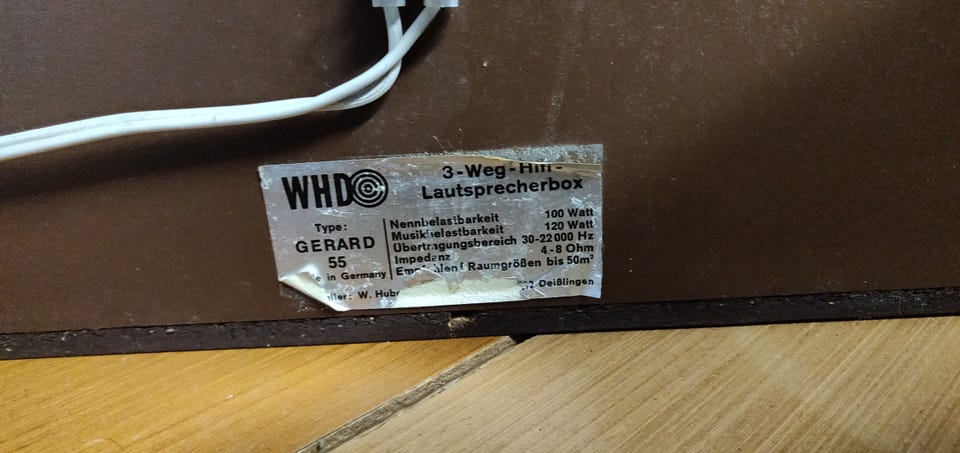 WHD
3-Weg-Hifi-
Lautsprecherbox
Type:
GERARD
55
in Germany
Nennbelastbarkeit 100 Watt
Musikbelastbarkeit 120 Watt
Übertragungsbereich 30-22000 Hz
Impedanz 4-8 Ohm
Raumgrößen bis 50m²
W. Deißlingen